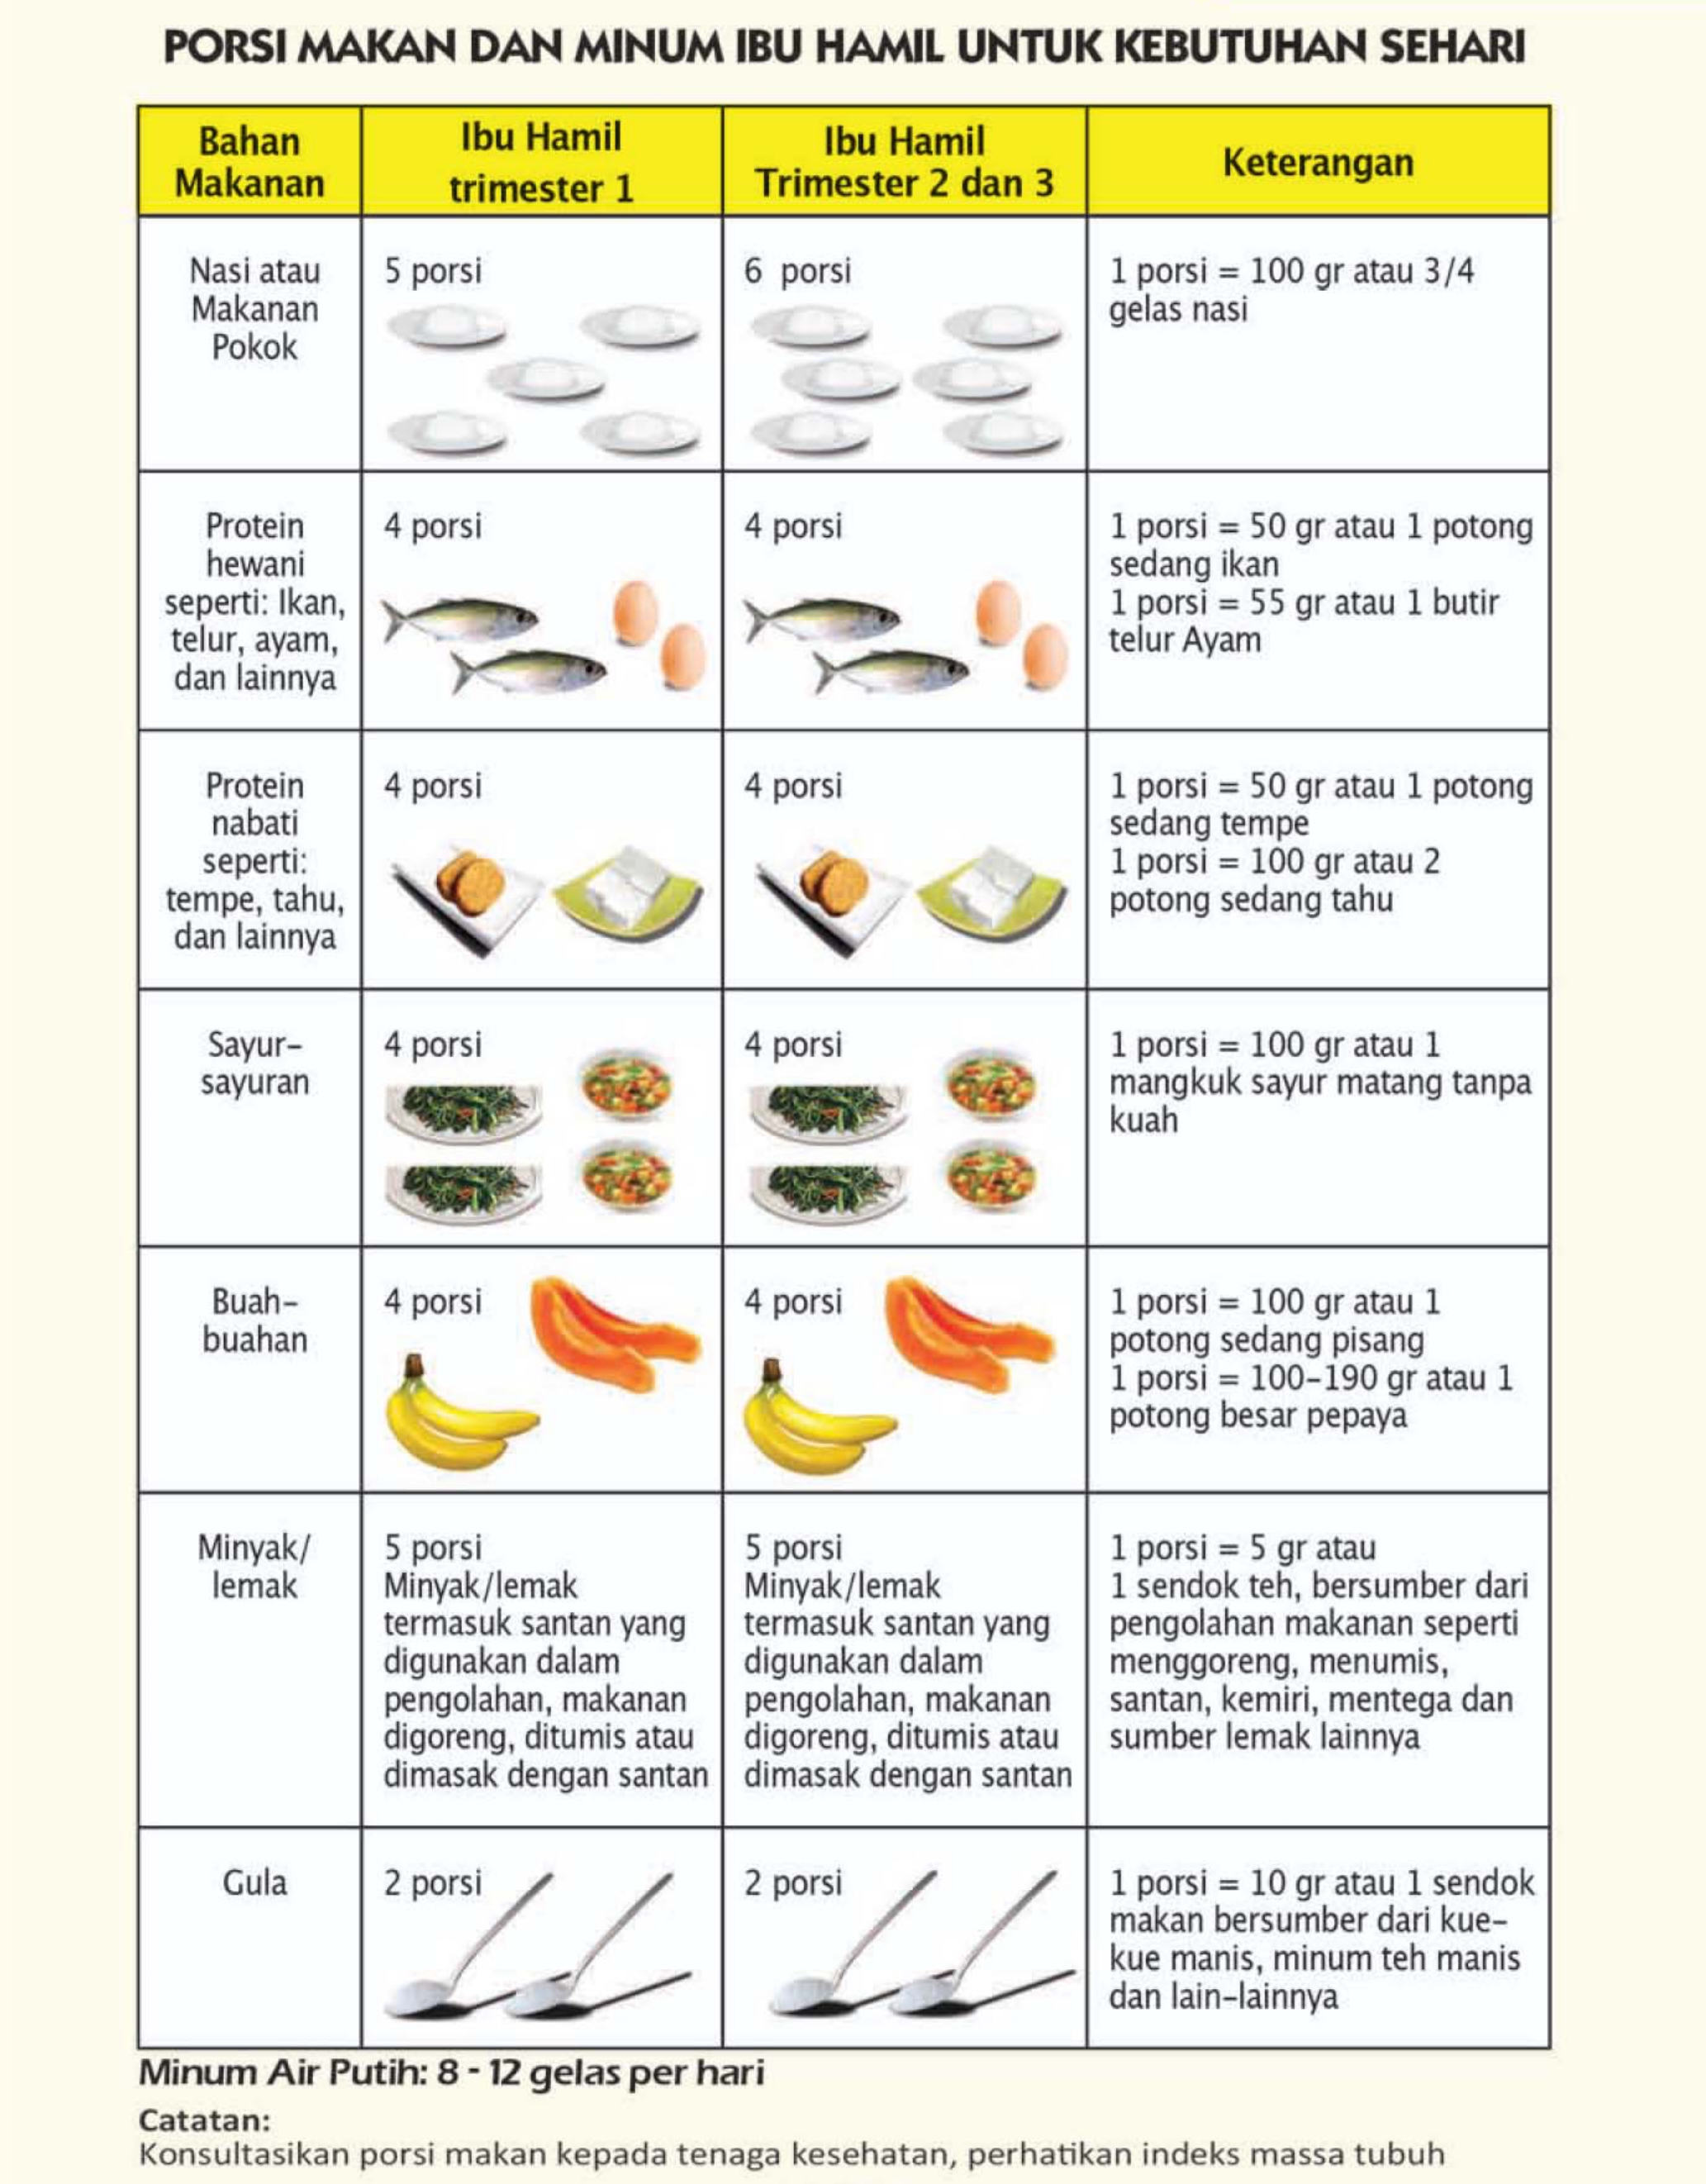 PORSI MAKAN DAN MINUM IBU HAMIL UNTUK KEBUTUHAN SEHARI
Bahan
Makanan
Ibu Hamil
trimester 1
Ibu Hamil
Trimester 2 dan 3
Keterangan
Nasi atau
Makanan
Pokok
5 porsi
6 porsi
1 porsi = 100 gr atau 3/4
gelas nasi
Protein
hewani
seperti: Ikan,
telur, ayam,
dan lainnya
4 porsi
4 porsi
1 porsi = 50 gr atau 1 potong
sedang ikan
1 porsi = 55 gr atau 1 butir
telur Ayam
Protein
nabati
seperti:
tempe, tahu,
dan lainnya
4 porsi
4 porsi
1 porsi = 50 gr atau 1 potong
sedang tempe
1 porsi = 100 gr atau 2
potong sedang tahu
Sayur-
sayuran
4 porsi
4 porsi
1 porsi = 100 gr atau 1
mangkuk sayur matang tanpa
kuah
Buah-
buahan
4 porsi
4 porsi
1 porsi = 100 gr atau 1
potong sedang pisang
1 porsi = 100-190 gr atau 1
potong besar pepaya
Minyak/
lemak
5 porsi
Minyak/lemak
termasuk santan yang
digunakan dalam
pengolahan, makanan
digoreng, ditumis atau
dimasak dengan santan
5 porsi
Minyak/lemak
termasuk santan yang
digunakan dalam
pengolahan, makanan
digoreng, ditumis atau
dimasak dengan santan
1 porsi = 5 gr atau
1 sendok teh, bersumber dari
pengolahan makanan seperti
menggoreng, menumis,
santan, kemiri, mentega dan
sumber lemak lainnya
Gula
2 porsi
2 porsi
1 porsi = 10 gr atau 1 sendok
makan bersumber dari kue-
kue manis, minum teh manis
dan lain-lainnya
Minum Air Putih: 8 - 12 gelas per hari
Catatan:
Konsultasikan porsi makan kepada tenaga kesehatan, perhatikan indeks massa tubuh